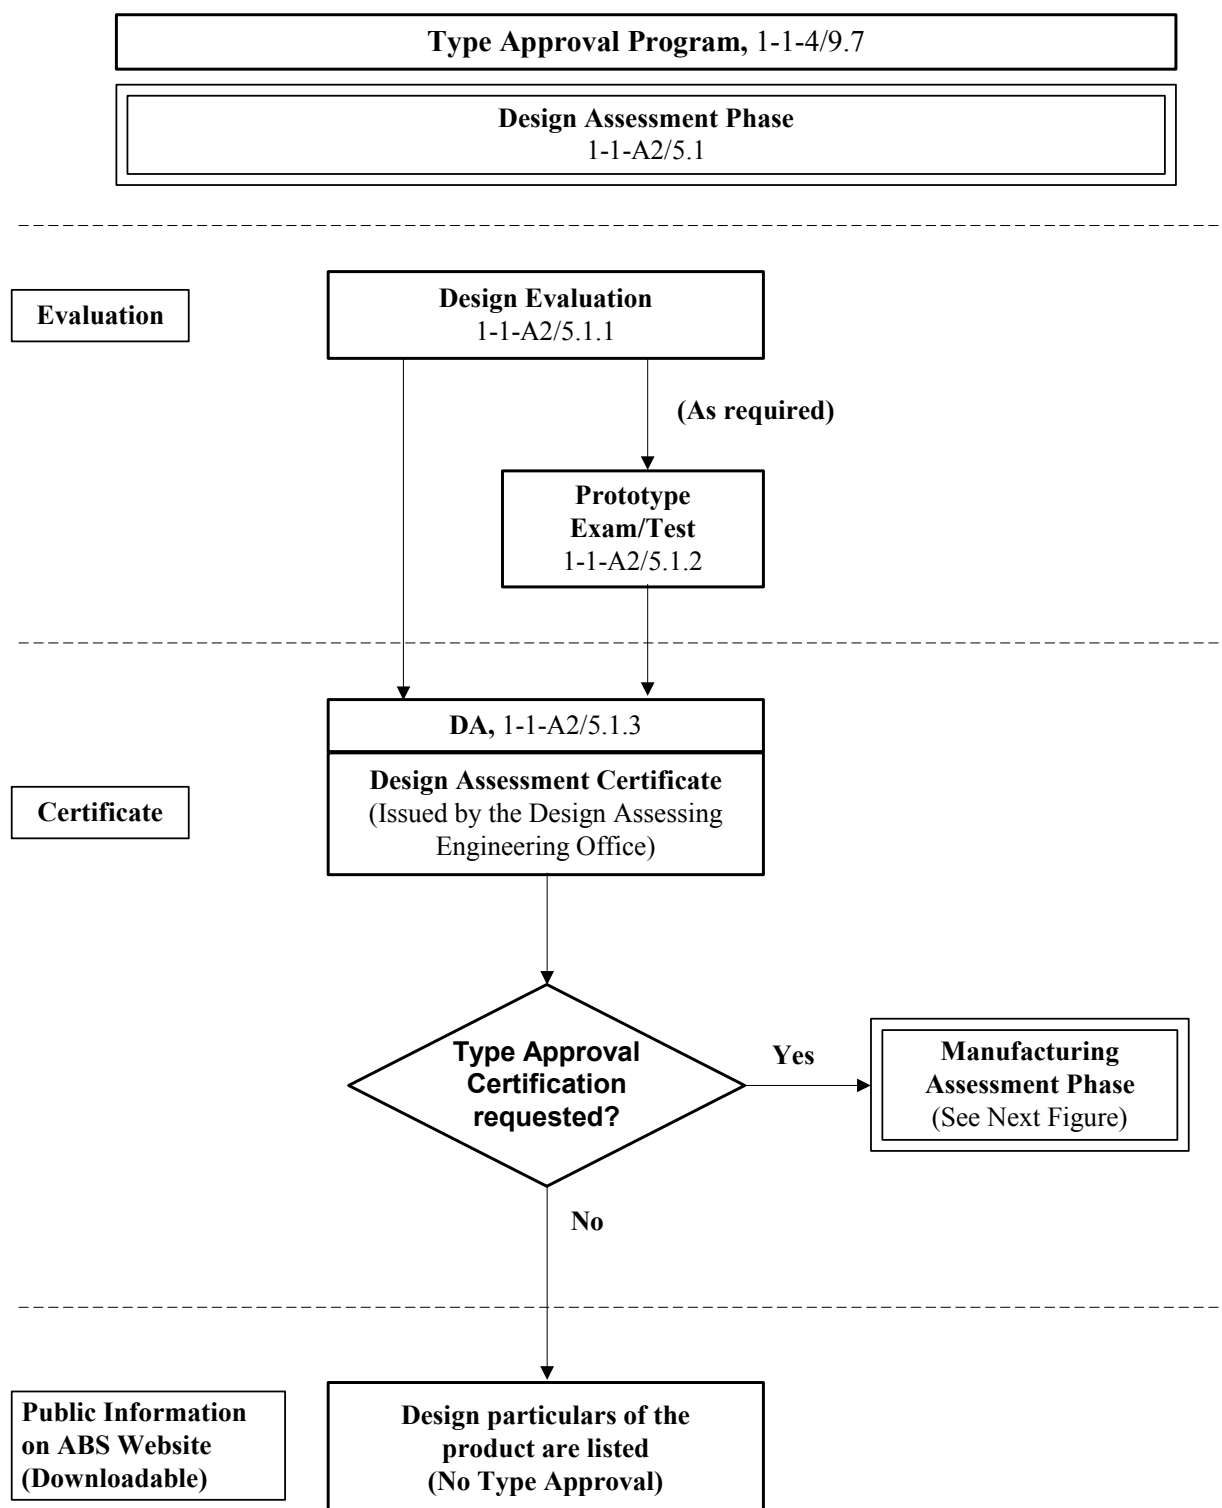 Type Approval Program, 1-1-4/9.7
Design Assessment Phase
1-1-A2/5.1
Evaluation
Design Evaluation
1-1-A2/5.1.1
(As required)
Prototype
Exam/Test
1-1-A2/5.1.2
DA, 1-1-A2/5.1.3
Certificate
Design Assessment Certificate
(Issued by the Design Assessing
Engineering Office)
Type Approval
Certification
requested?
Yes
Manufacturing
Assessment Phase
(See Next Figure)
No
Public Information
on ABS Website
(Downloadable)
Design particulars of the
product are listed
(No Type Approval)